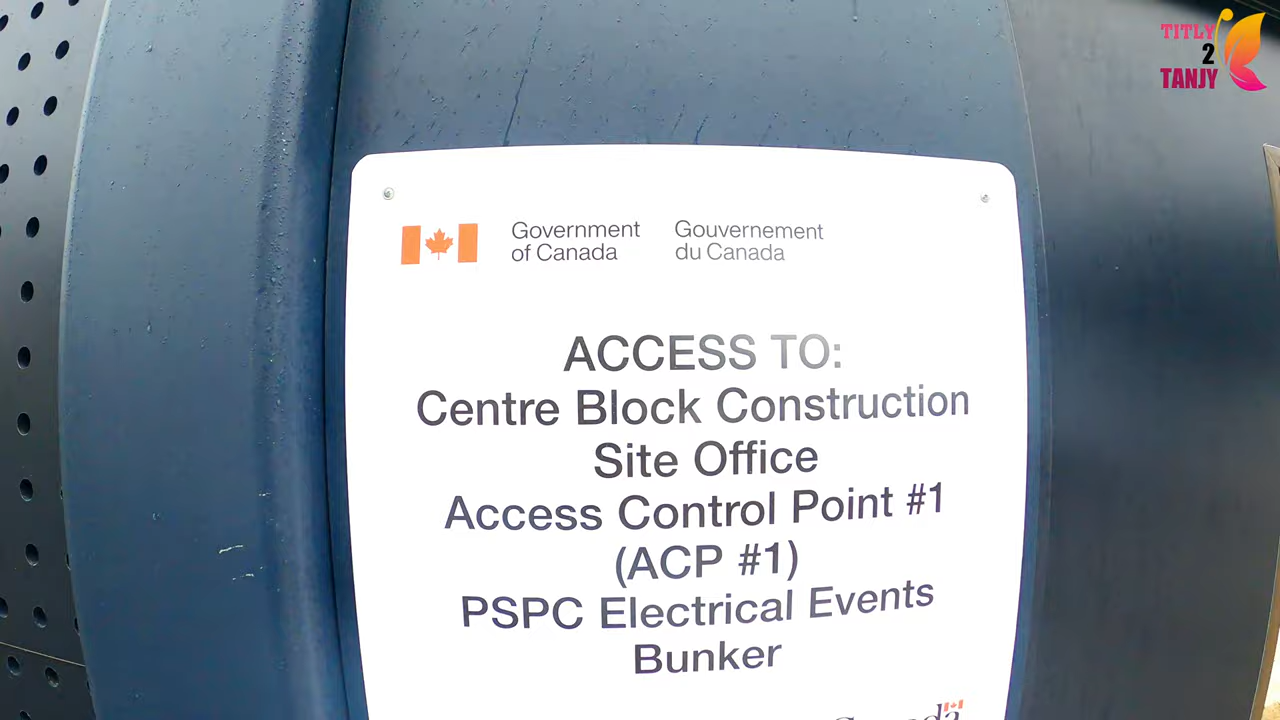 TITLY
2
TANJY
Government
of Canada
Gouvernement
du Canada
ACCESS TO:
Centre Block Construction
Site Office
Access Control Point #1
(ACP #1)
PSPC Electrical Events
Bunker
Canada